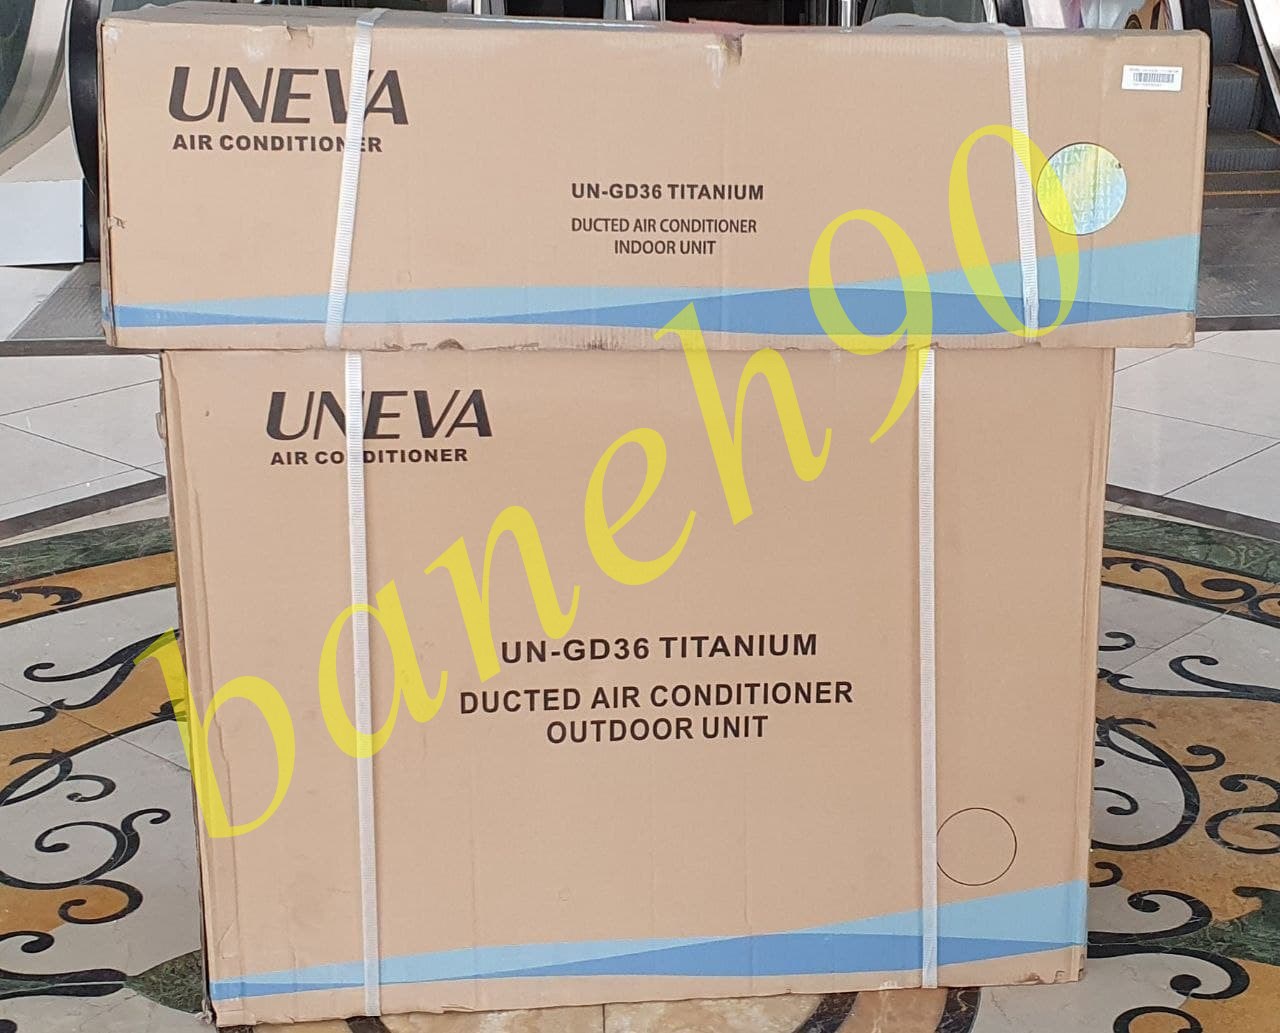 UNEVA
AIR CONDITIONER
UN-GD36 TITANIUM
DUCTED AIR CONDITIONER
INDOOR UNIT
UNEVA
AIR CONDITIONER
UN-GD36 TITANIUM
DUCTED AIR CONDITIONER
OUTDOOR UNIT
baneh90